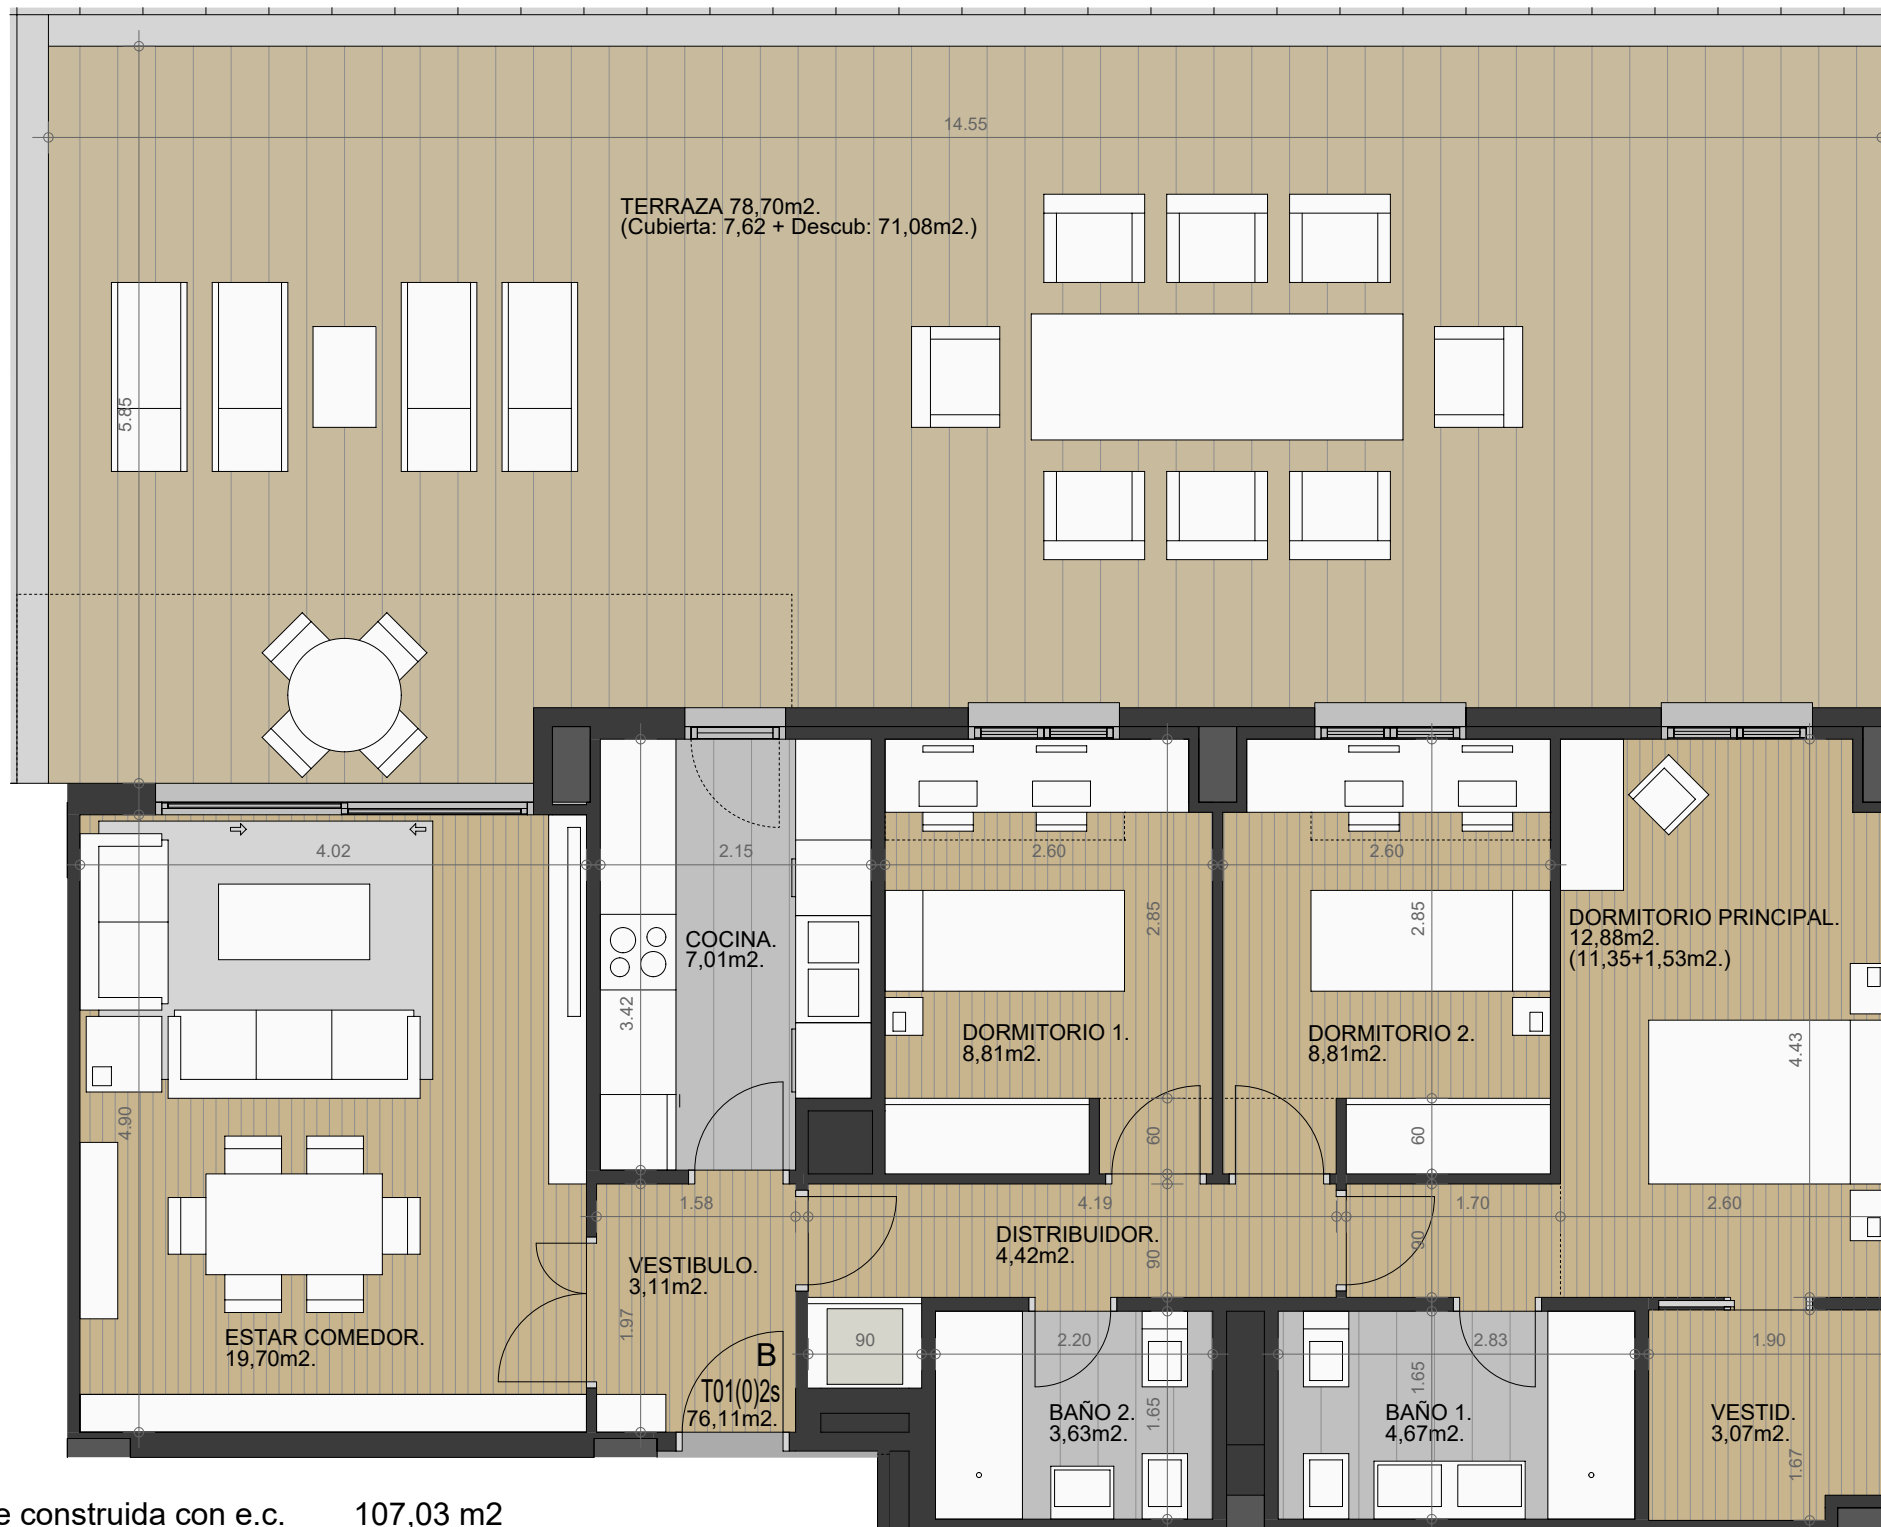 14.55
TERRAZA 78,70m2.
(Cubierta: 7,62 + Descub: 71,08m2.)
5.85
4.02
2.15
2.60
2.60
DORMITORIO PRINCIPAL.
12,88m2.
(11,35+1,53m2.)
2.85
2.85
COCINA.
7,01m2.
3.42
DORMITORIO 1.
8,81m2.
DORMITORIO 2.
8,81m2.
4.43
4.90
60
60
1.58
4.19
1.70
2.60
DISTRIBUIDOR.
4,42m2.
90
90
VESTIBULO.
3,11m2.
1.97
ESTAR COMEDOR.
19,70m2.
B
T01(0)2s
76,11m2.
90
2.20
2.83
1.90
BAÑO 2.
3,63m2.
1.65
BAÑO 1.
4,67m2.
1.65
VESTID.
3,07m2.
1.67
e construida con e.c. 107,03 m2